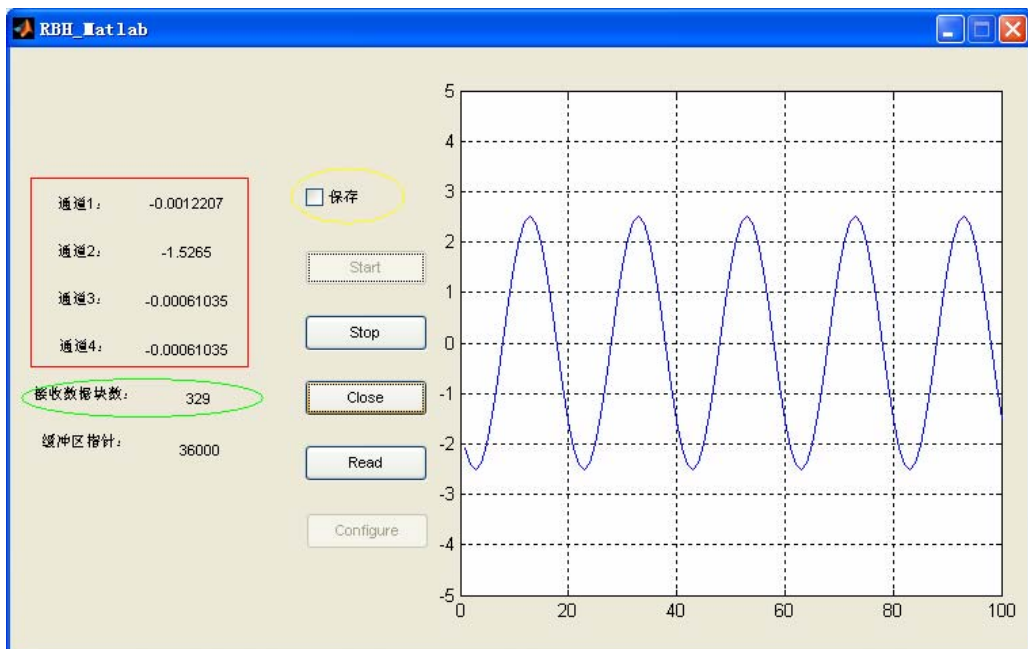 RBH_Matlab
通道1: -0.0012207
通道2: -1.5265
通道3: -0.00061035
通道4: -0.00061035
接收数据块数: 329
缓冲区指针: 36000
保存
Start
Stop
Close
Read
Configure
5
4
3
2
1
0
-1
-2
-3
-4
-5
0 20 40 60 80 100